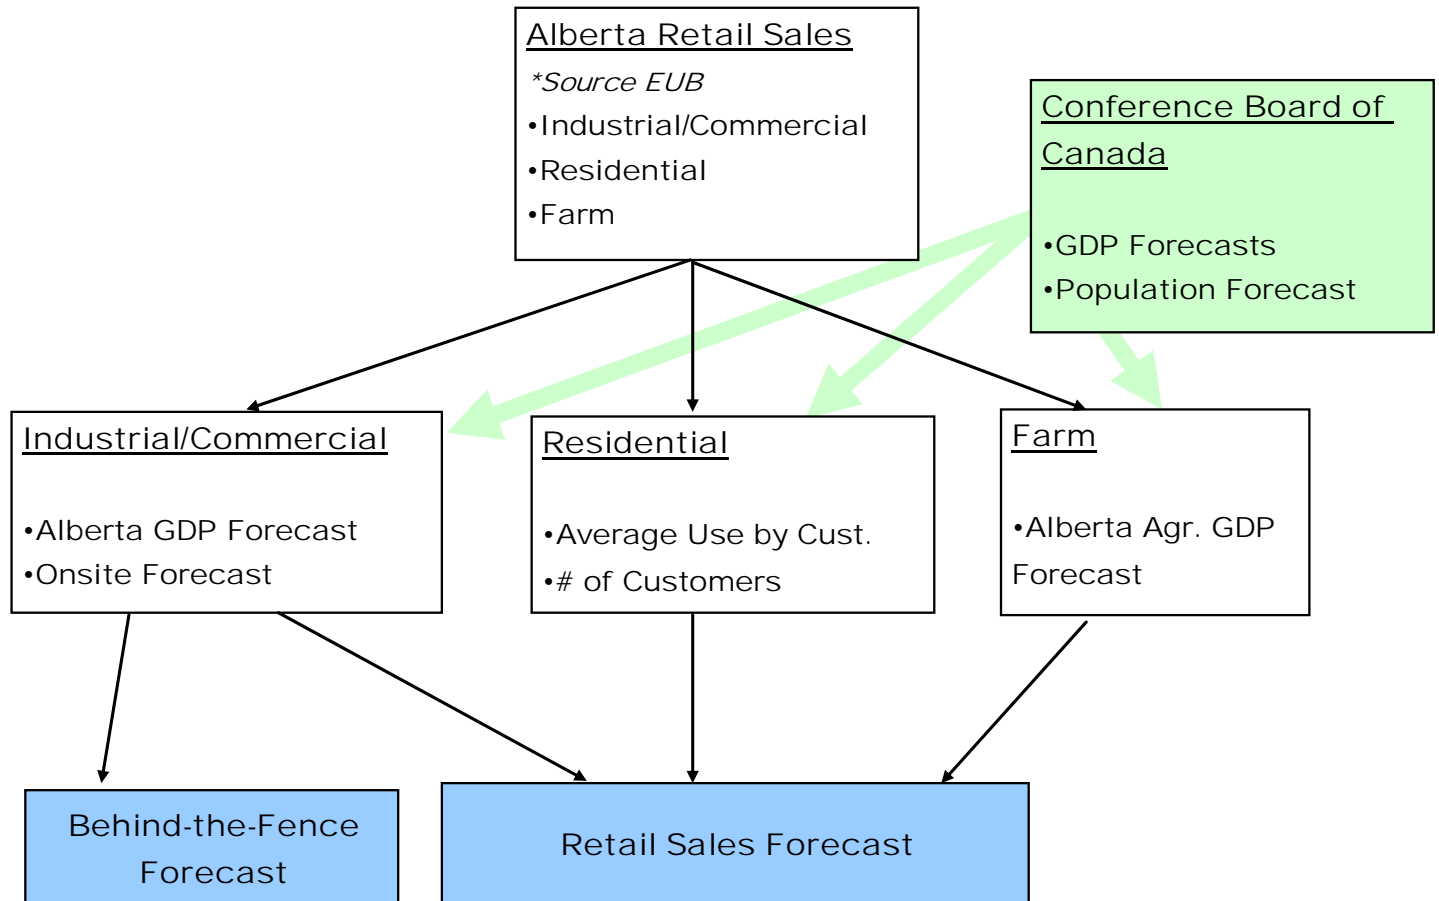 Alberta Retail Sales
*Source EUB
•Industrial/Commercial
•Residential
•Farm
Conference Board of
Canada
•GDP Forecasts
•Population Forecast
Industrial/Commercial
•Alberta GDP Forecast
•Onsite Forecast
Residential
•Average Use by Cust.
•# of Customers
Farm
•Alberta Agr. GDP
Forecast
Behind-the-Fence
Forecast
Retail Sales Forecast